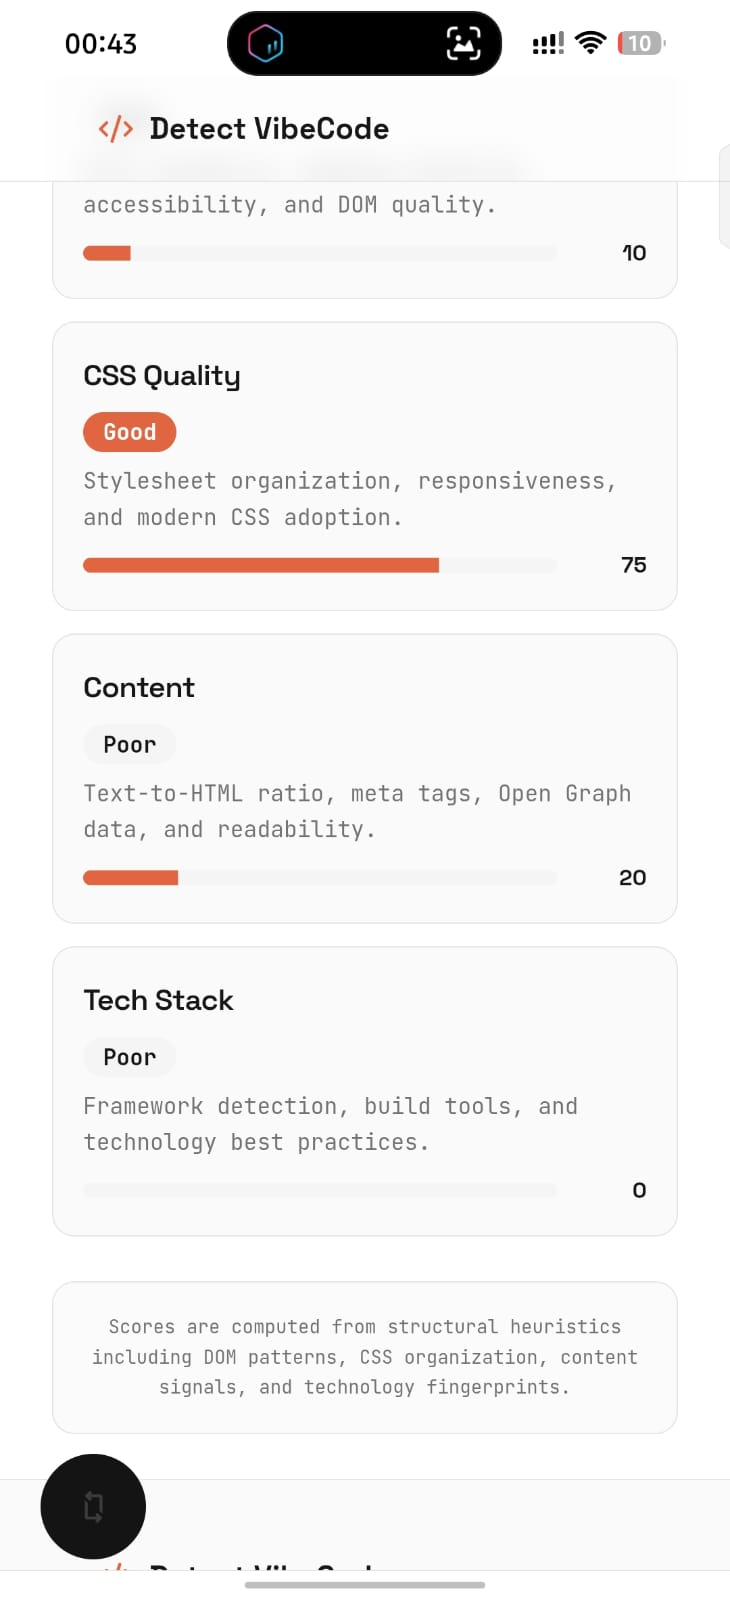 00:43
10
Detect VibeCode
accessibility, and DOM quality.
10
CSS Quality
Good
Stylesheet organization, responsiveness,
and modern CSS adoption.
75
Content
Poor
Text-to-HTML ratio, meta tags, Open Graph
data, and readability.
20
Tech Stack
Poor
Framework detection, build tools, and
technology best practices.
0
Scores are computed from structural heuristics
including DOM patterns, CSS organization, content
signals, and technology fingerprints.